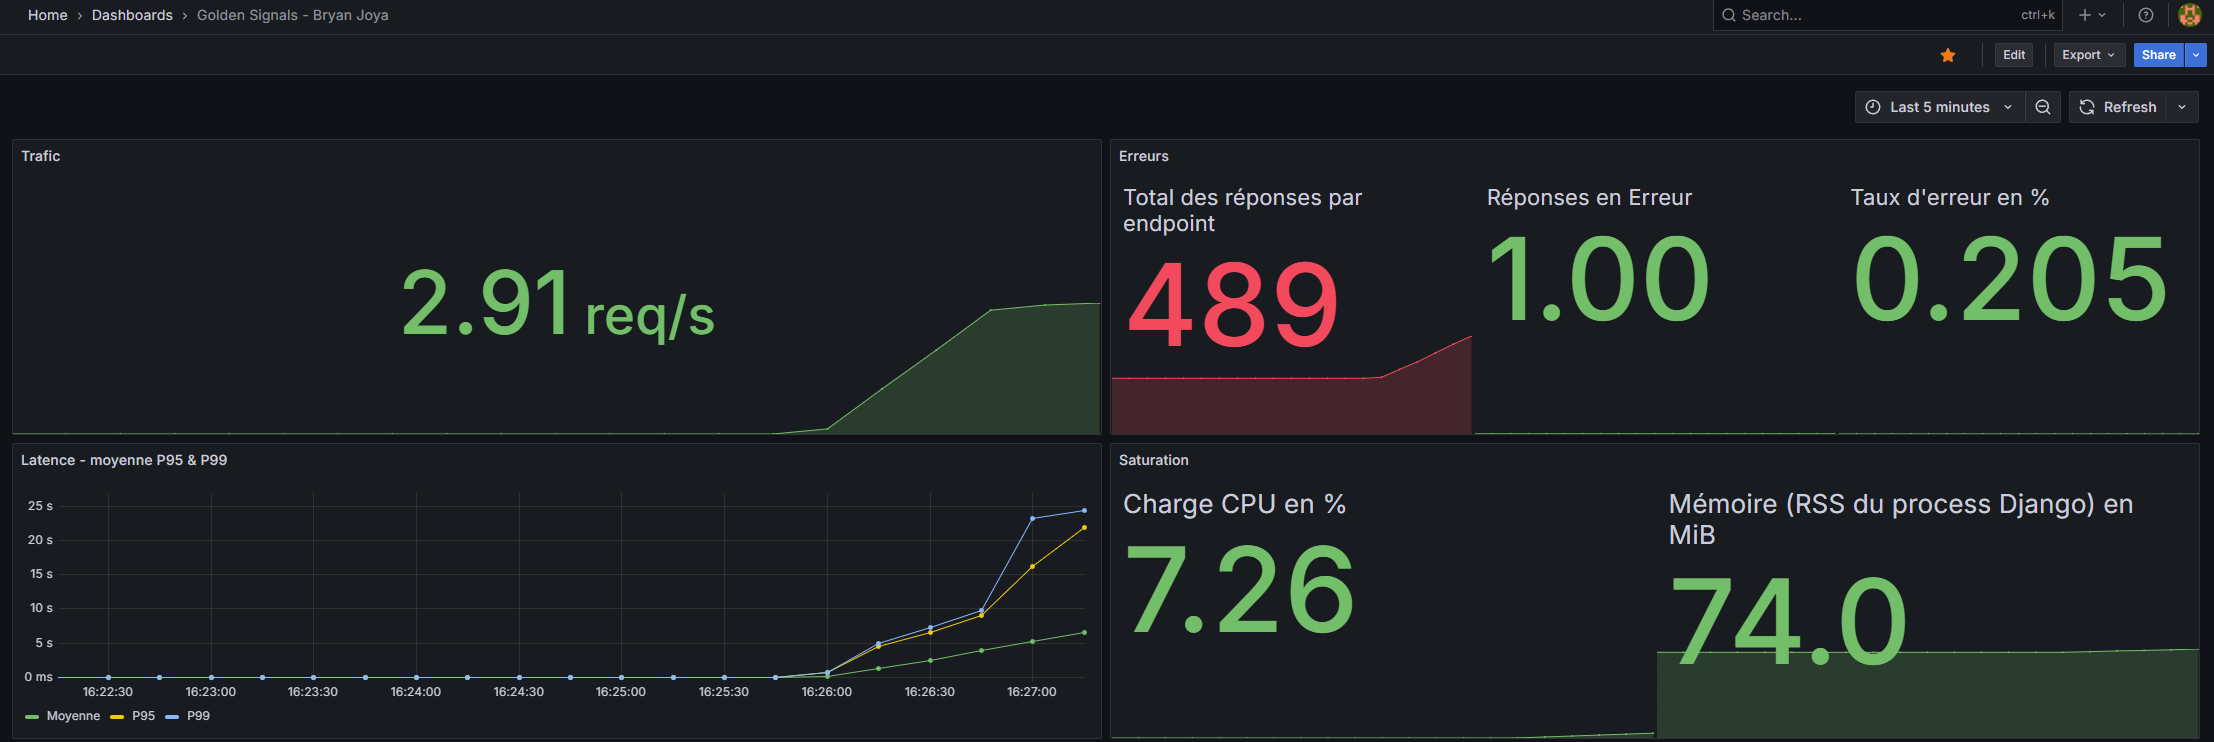 Home › Dashboards › Golden Signals - Bryan Joya
Search...
ctrl+k
Edit
Export
Share
Last 5 minutes
Refresh
Trafic
2.91 req/s
Erreurs
Total des réponses par
endpoint
489
Réponses en Erreur
1.00
Taux d'erreur en %
0.205
Latence - moyenne P95 & P99
25 s
20 s
15 s
10 s
5 s
0 ms
16:22:30
16:23:00
16:23:30
16:24:00
16:24:30
16:25:00
16:25:30
16:26:00
16:26:30
16:27:00
Moyenne
P95
P99
Saturation
Charge CPU en %
7.26
Mémoire (RSS du process Django) en
MiB
74.0